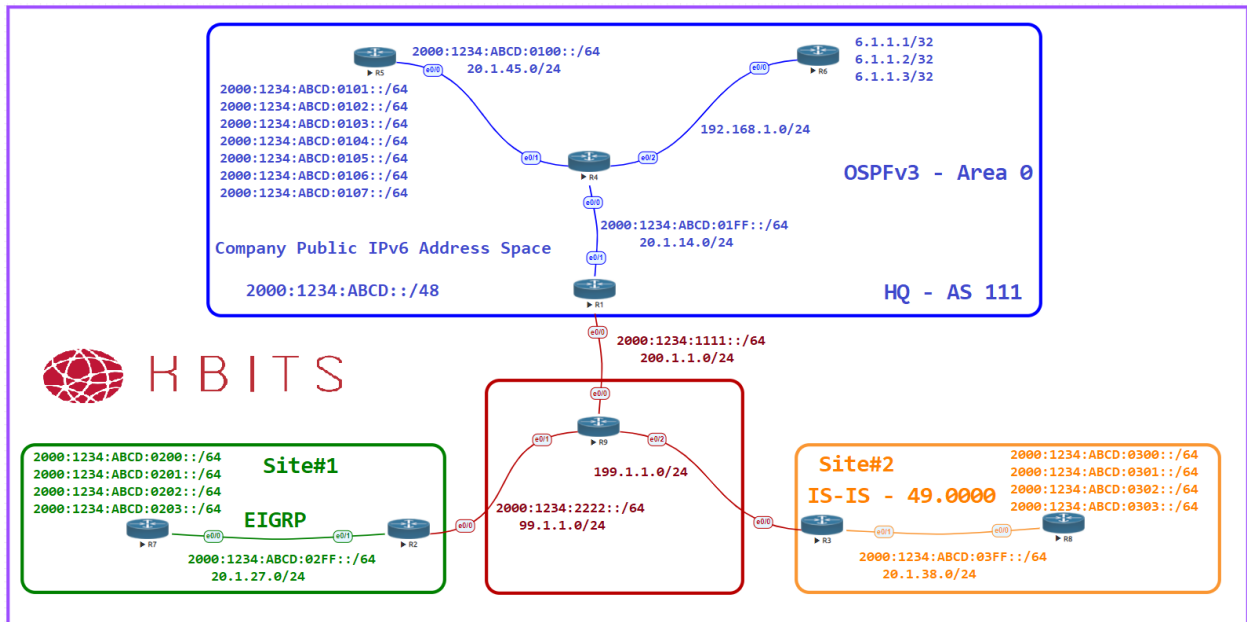 2000:1234:ABCD:0100::/64
20.1.45.0/24
e0/0
R5
2000:1234:ABCD:0101::/64
2000:1234:ABCD:0102::/64
2000:1234:ABCD:0103::/64
2000:1234:ABCD:0104::/64
2000:1234:ABCD:0105::/64
2000:1234:ABCD:0106::/64
2000:1234:ABCD:0107::/64
6.1.1.1/32
6.1.1.2/32
6.1.1.3/32
e0/0
R6
192.168.1.0/24
e0/1
e0/2
R4
e0/0
OSPFv3 - Area 0
2000:1234:ABCD:01FF::/64
20.1.14.0/24
Company Public IPv6 Address Space
2000:1234:ABCD::/48
e0/1
R1
HQ - AS 111
e0/0
2000:1234:1111::/64
200.1.1.0/24
KBITS
e0/0
R9
e0/1
e0/2
199.1.1.0/24
2000:1234:2222::/64
99.1.1.0/24
2000:1234:ABCD:0200::/64
2000:1234:ABCD:0201::/64
2000:1234:ABCD:0202::/64
2000:1234:ABCD:0203::/64
Site#1
EIGRP
R7
e0/0
e0/1
R2
e0/0
2000:1234:ABCD:02FF::/64
20.1.27.0/24
Site#2
IS-IS - 49.0000
2000:1234:ABCD:0300::/64
2000:1234:ABCD:0301::/64
2000:1234:ABCD:0302::/64
2000:1234:ABCD:0303::/64
e0/0
R3
e0/1
e0/0
R8
2000:1234:ABCD:03FF::/64
20.1.38.0/24